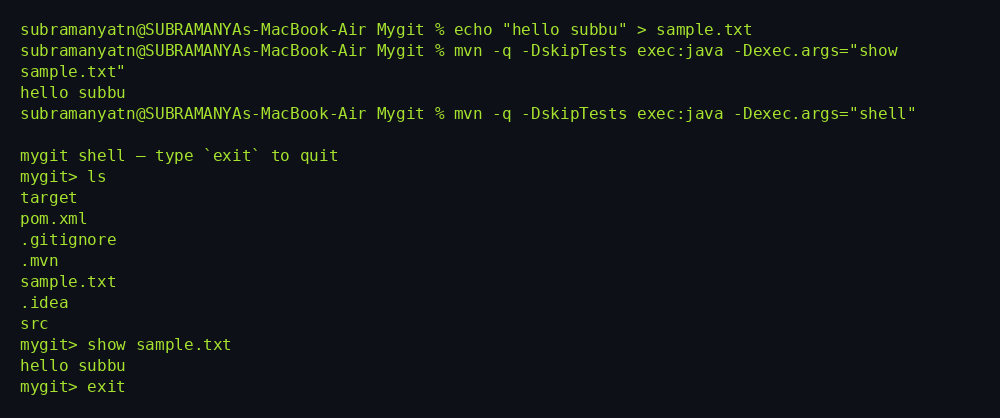 subramanyatn@SUBRAMANYAs-MacBook-Air Mygit % echo "hello subbu" > sample.txt
subramanyatn@SUBRAMANYAs-MacBook-Air Mygit % mvn -q -DskipTests exec:java -Dexec.args="show
sample.txt"
hello subbu
subramanyatn@SUBRAMANYAs-MacBook-Air Mygit % mvn -q -DskipTests exec:java -Dexec.args="shell"

mygit shell — type `exit` to quit
mygit> ls
target
pom.xml
.gitignore
.mvn
sample.txt
.idea
src
mygit> show sample.txt
hello subbu
mygit> exit